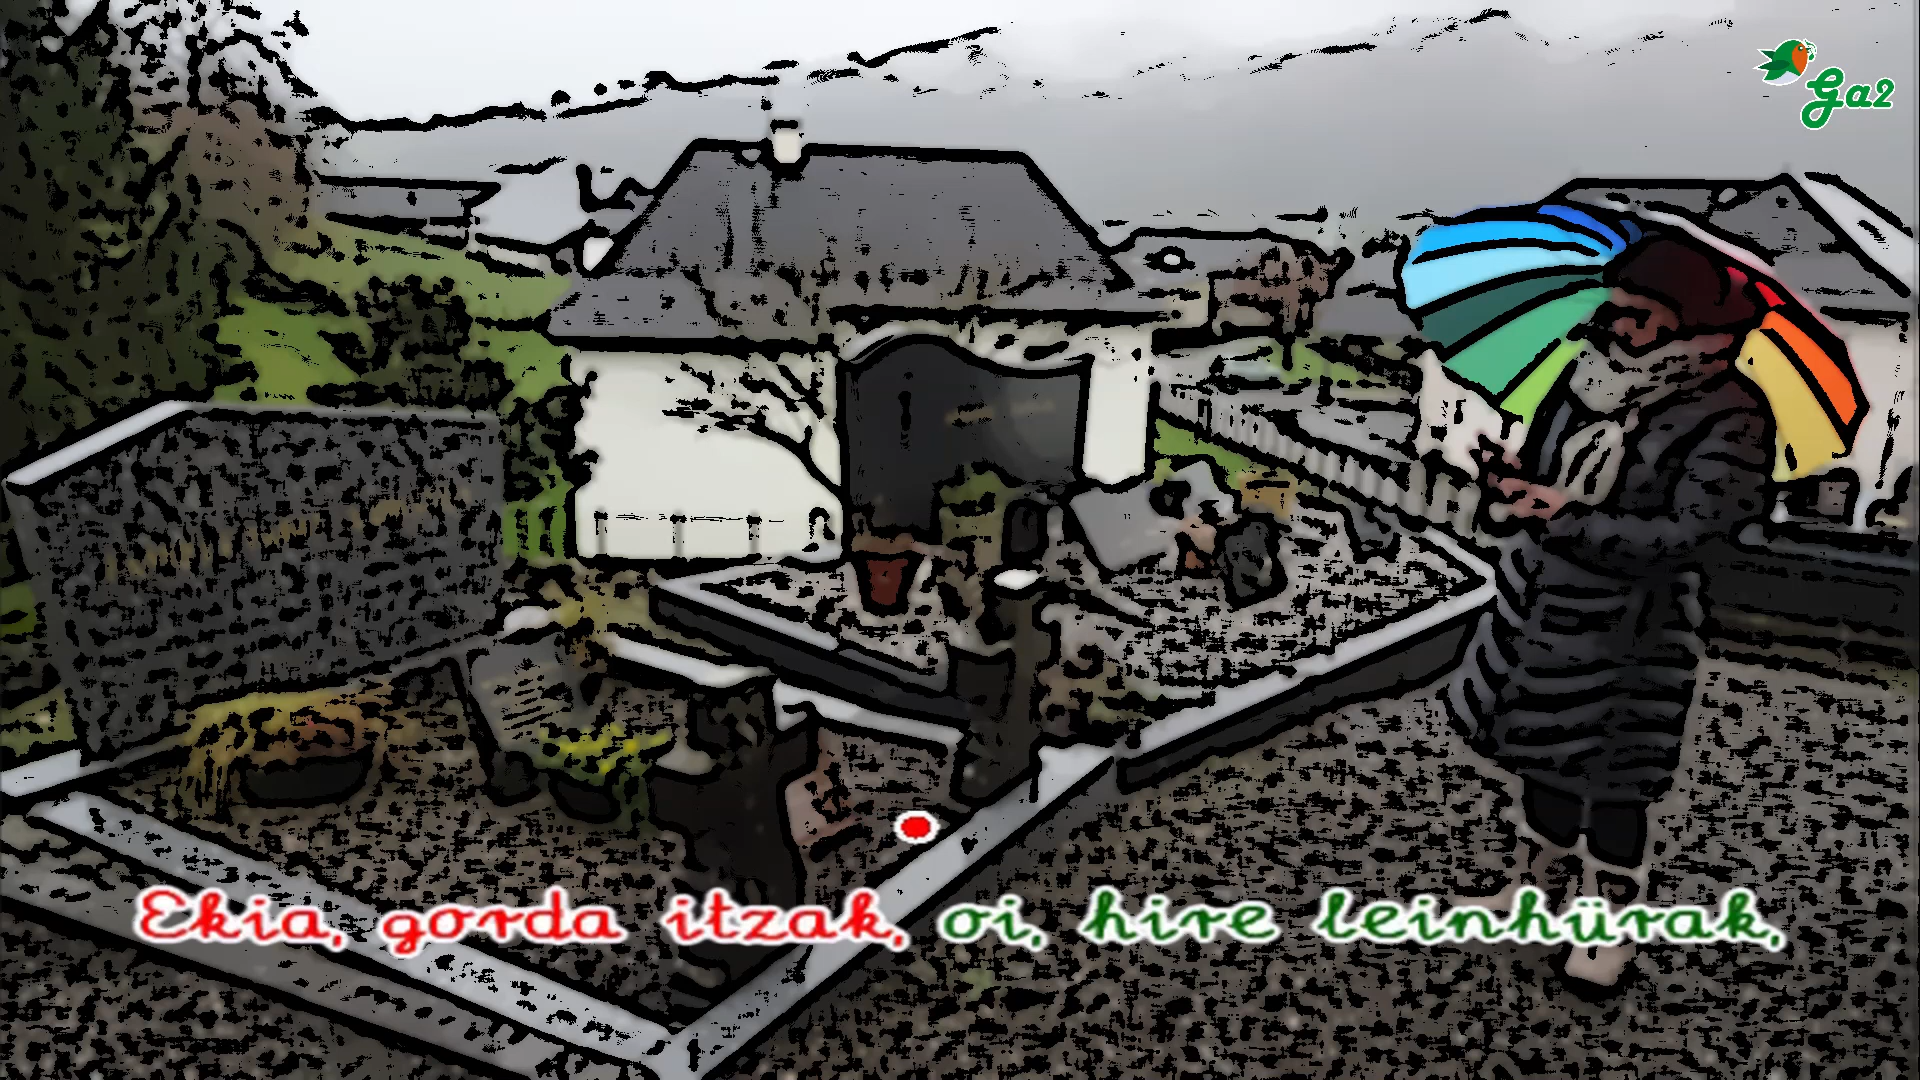 Ga2
Ekia, gorda itzak, oi, hire leinhürak,